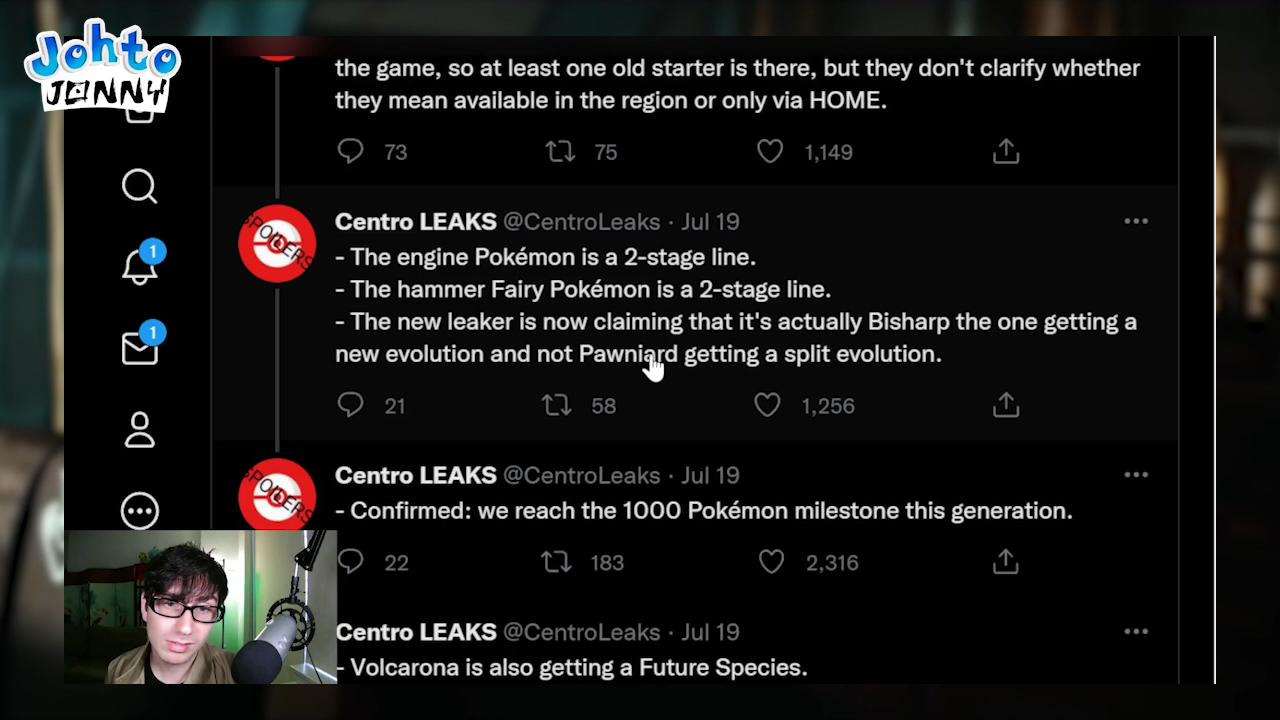 Johto
JONNY
the game, so at least one old starter is there, but they don't clarify whether
they mean available in the region or only via HOME.
73 75 1,149
Centro LEAKS @CentroLeaks · Jul 19
SPOILERS
1
- The engine Pokémon is a 2-stage line.
- The hammer Fairy Pokémon is a 2-stage line.
- The new leaker is now claiming that it's actually Bisharp the one getting a
1
new evolution and not Pawniard getting a split evolution.
21 58 1,256
Centro LEAKS @CentroLeaks · Jul 19
SPOILERS
- Confirmed: we reach the 1000 Pokémon milestone this generation.
22 183 2,316
Centro LEAKS @CentroLeaks · Jul 19
- Volcarona is also getting a Future Species.